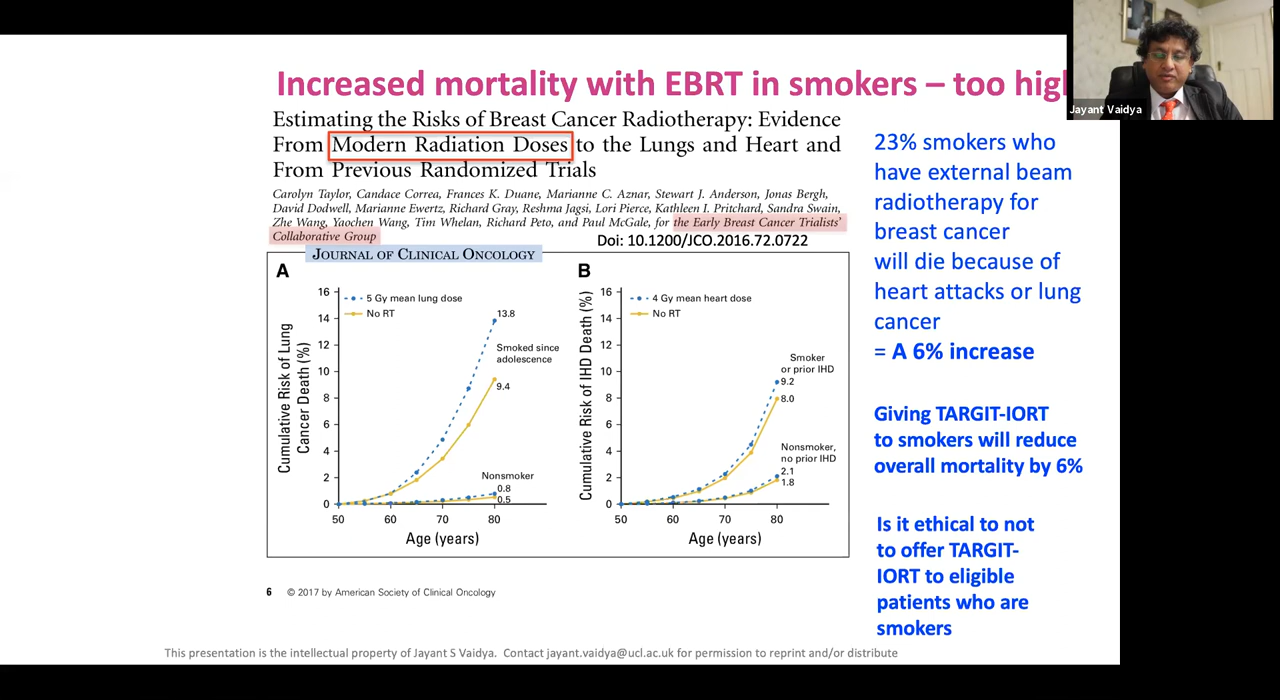 Increased mortality with EBRT in smokers – too high
Jayant Vaidya
Estimating the Risks of Breast Cancer Radiotherapy: Evidence
From Modern Radiation Doses to the Lungs and Heart and
From Previous Randomized Trials
Carolyn Taylor, Candace Correa, Frances K. Duane, Marianne C. Aznar, Stewart J. Anderson, Jonas Bergh,
David Dodwell, Marianne Ewertz, Richard Gray, Reshma Jagsi, Lori Pierce, Kathleen I. Pritchard, Sandra Swain,
Zhe Wang, Yaochen Wang, Tim Whelan, Richard Peto, and Paul McGale, for the Early Breast Cancer Trialists’
Collaborative Group
Doi: 10.1200/JCO.2016.72.0722
JOURNAL OF CLINICAL ONCOLOGY
A
Cumulative Risk of Lung
Cancer Death (%)
16
14
12
10
8
6
4
2
0
5 Gy mean lung dose
No RT
13.8
Smoked since
adolescence
9.4
Nonsmoker
0.8
0.5
50 60 70 80
Age (years)
B
Cumulative Risk of IHD Death (%)
16
14
12
10
8
6
4
2
0
4 Gy mean heart dose
No RT
Smoker
or prior IHD
9.2
8.0
Nonsmoker,
no prior IHD
2.1
1.8
50 60 70 80
Age (years)
23% smokers who
have external beam
radiotherapy for
breast cancer
will die because of
heart attacks or lung
cancer
= A 6% increase
Giving TARGIT-IORT
to smokers will reduce
overall mortality by 6%
Is it ethical to not
to offer TARGIT-
IORT to eligible
patients who are
smokers
6 © 2017 by American Society of Clinical Oncology
This presentation is the intellectual property of Jayant S Vaidya. Contact jayant.vaidya@ucl.ac.uk for permission to reprint and/or distribute